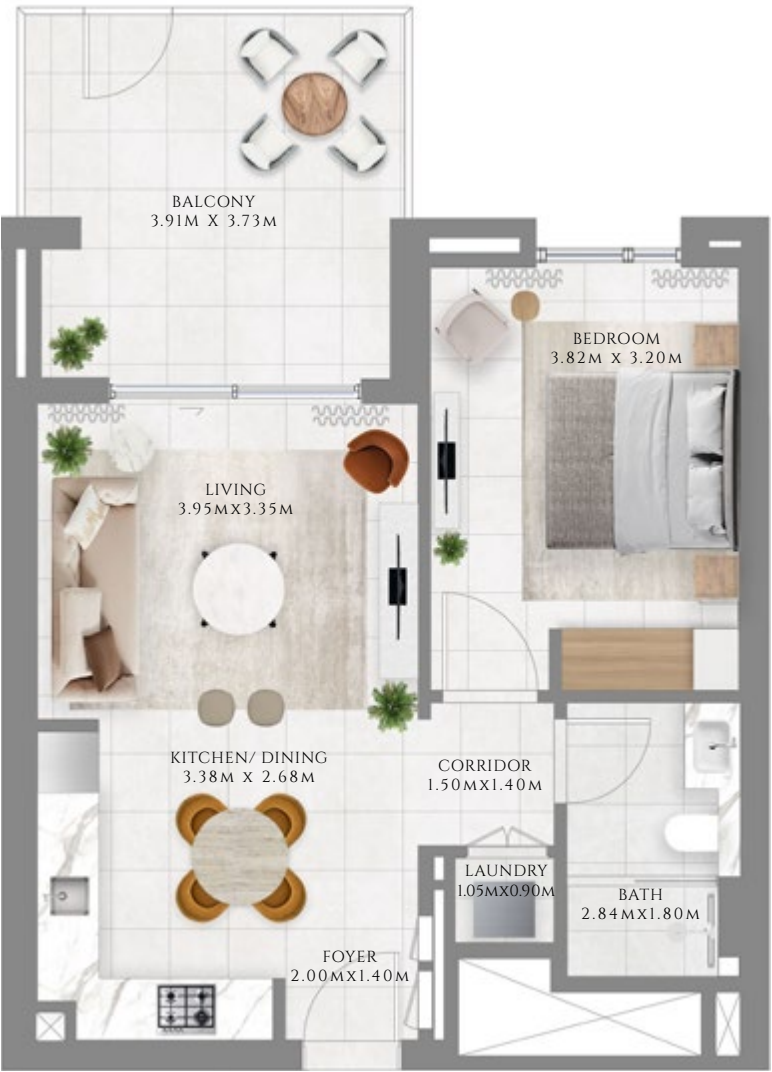 BALCONY
3.91M X 3.73M
BEDROOM
3.82M X 3.20M
LIVING
3.95MX3.35M
KITCHEN/ DINING
3.38M X 2.68M
CORRIDOR
1.50MX1.40M
LAUNDRY
1.05MX0.90M
BATH
2.84MX1.80M
FOYER
2.00MX1.40M